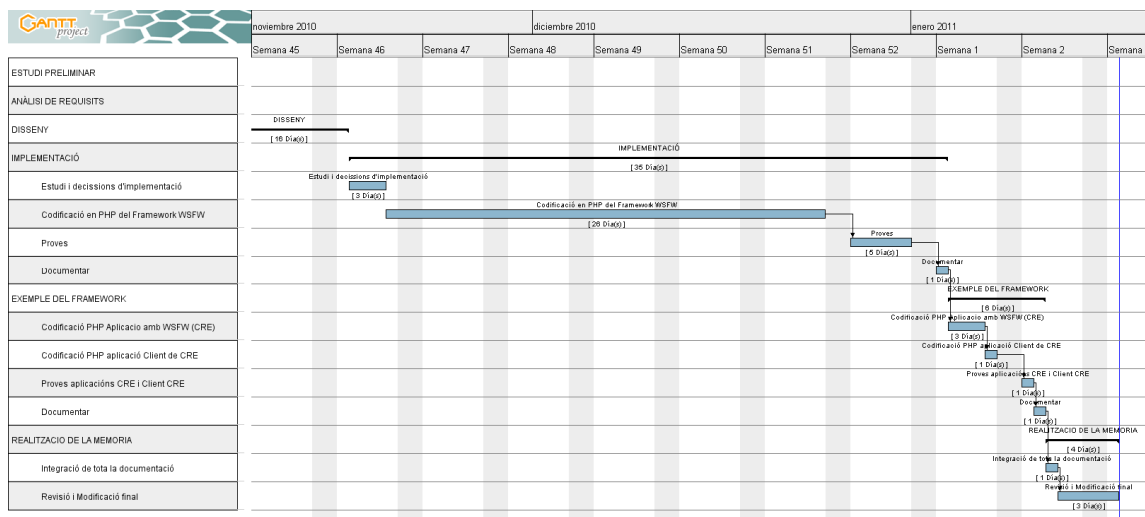 GANTT
project
noviembre 2010
diciembre 2010
enero 2011
Semana 45
Semana 46
Semana 47
Semana 48
Semana 49
Semana 50
Semana 51
Semana 52
Semana 1
Semana 2
Semana
ESTUDI PRELIMINAR
ANÀLISI DE REQUISITS
DISSENY
DISSENY
[ 16 Día(s) ]
IMPLEMENTACIÓ
IMPLEMENTACIÓ
[ 35 Día(s) ]
Estudi i decissions d'implementació
Estudi i decissions d'implementació
[ 3 Día(s) ]
Codificació en PHP del Framework WSFW
Codificació en PHP del Framework WSFW
[ 26 Día(s) ]
Proves
Proves
[ 5 Día(s) ]
Documentar
Documentar
[ 1 Día(s) ]
EXEMPLE DEL FRAMEWORK
EXEMPLE DEL FRAMEWORK
[ 6 Día(s) ]
Codificació PHP Aplicacio amb WSFW (CRE)
Codificació PHP Aplicacio amb WSFW (CRE)
[ 3 Día(s) ]
Codificació PHP aplicació Client de CRE
Codificació PHP aplicació Client de CRE
[ 1 Día(s) ]
Proves aplicacións CRE i Client CRE
Proves aplicacións CRE i Client CRE
[ 1 Día(s) ]
Documentar
Documentar
[ 1 Día(s) ]
REALITZACIO DE LA MEMORIA
REALITZACIO DE LA MEMORIA
[ 4 Día(s) ]
Integració de tota la documentació
Integració de tota la documentació
[ 1 Día(s) ]
Revisió i Modificació final
Revisió i Modificació final
[ 3 Día(s) ]